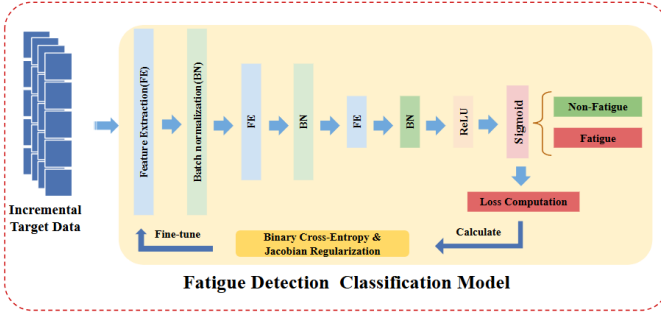 Incremental
Target Data
Feature Extraction(FE)
Batch normalization(BN)
FE
BN
FE
BN
ReLU
Sigmoid
Non-Fatigue
Fatigue
Loss Computation
Calculate
Binary Cross-Entropy &
Jacobian Regularization
Fine-tune
Fatigue Detection Classification Model